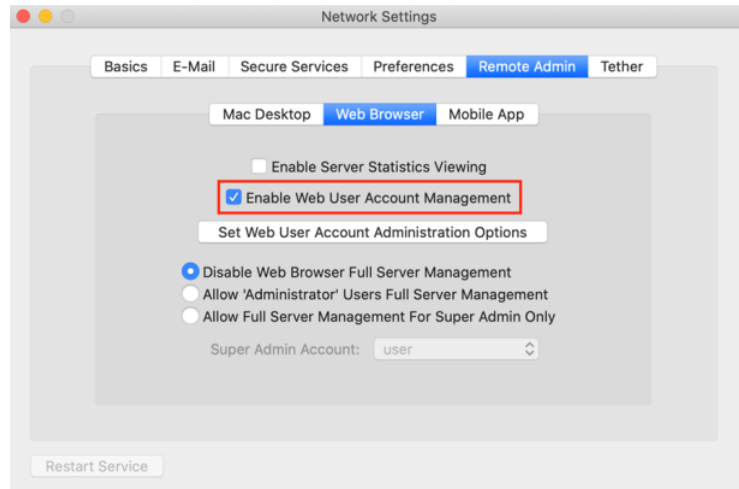 Network Settings
Basics E-Mail Secure Services Preferences Remote Admin Tether
Mac Desktop Web Browser Mobile App
Enable Server Statistics Viewing
Enable Web User Account Management
Set Web User Account Administration Options
Disable Web Browser Full Server Management
Allow 'Administrator' Users Full Server Management
Allow Full Server Management For Super Admin Only
Super Admin Account: user
Restart Service